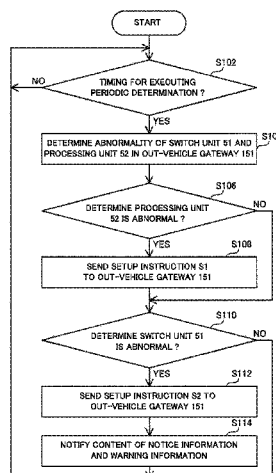 START
S102
TIMING FOR EXECUTING
PERIODIC DETERMINATION ?
NO
YES
DETERMINE ABNORMALITY OF SWITCH UNIT 51 AND
PROCESSING UNIT 52 IN OUT-VEHICLE GATEWAY 151
S106
DETERMINE PROCESSING UNIT
52 IS ABNORMAL ?
NO
YES
S108
SEND SETUP INSTRUCTION S1
TO OUT-VEHICLE GATEWAY 151
S110
DETERMINE SWITCH UNIT 51
IS ABNORMAL ?
NO
YES
S112
SEND SETUP INSTRUCTION S2 TO
OUT-VEHICLE GATEWAY 151
S114
NOTIFY CONTENT OF NOTICE INFORMATION
AND WARNING INFORMATION